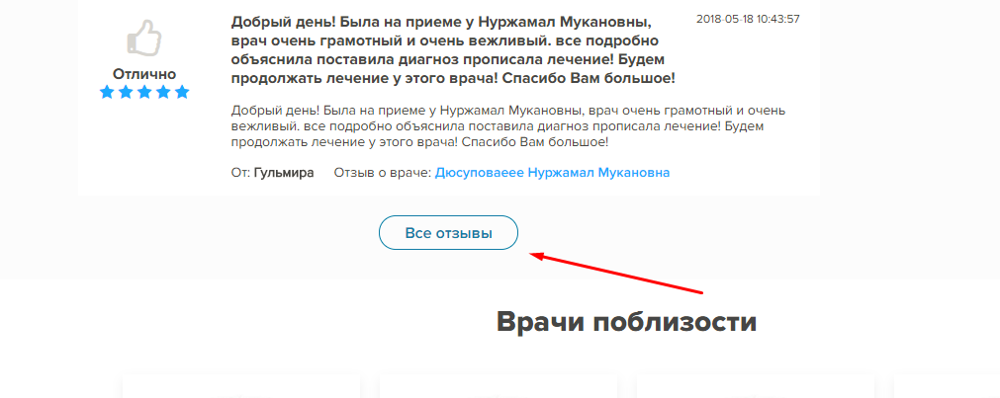 Добрый день! Была на приеме у Нуржамал Мукановны,
врач очень грамотный и очень вежливый. все подробно
объяснила поставила диагноз прописала лечение! Будем
продолжать лечение у этого врача! Спасибо Вам большое!
2018-05-18 10:43:57
Отлично
Добрый день! Была на приеме у Нуржамал Мукановны, врач очень грамотный и очень
вежливый. все подробно объяснила поставила диагноз прописала лечение! Будем
продолжать лечение у этого врача! Спасибо Вам большое!
От: Гульмира Отзыв о враче: Дюсуповаеее Нуржамал Мукановна
Все отзывы
Врачи поблизости